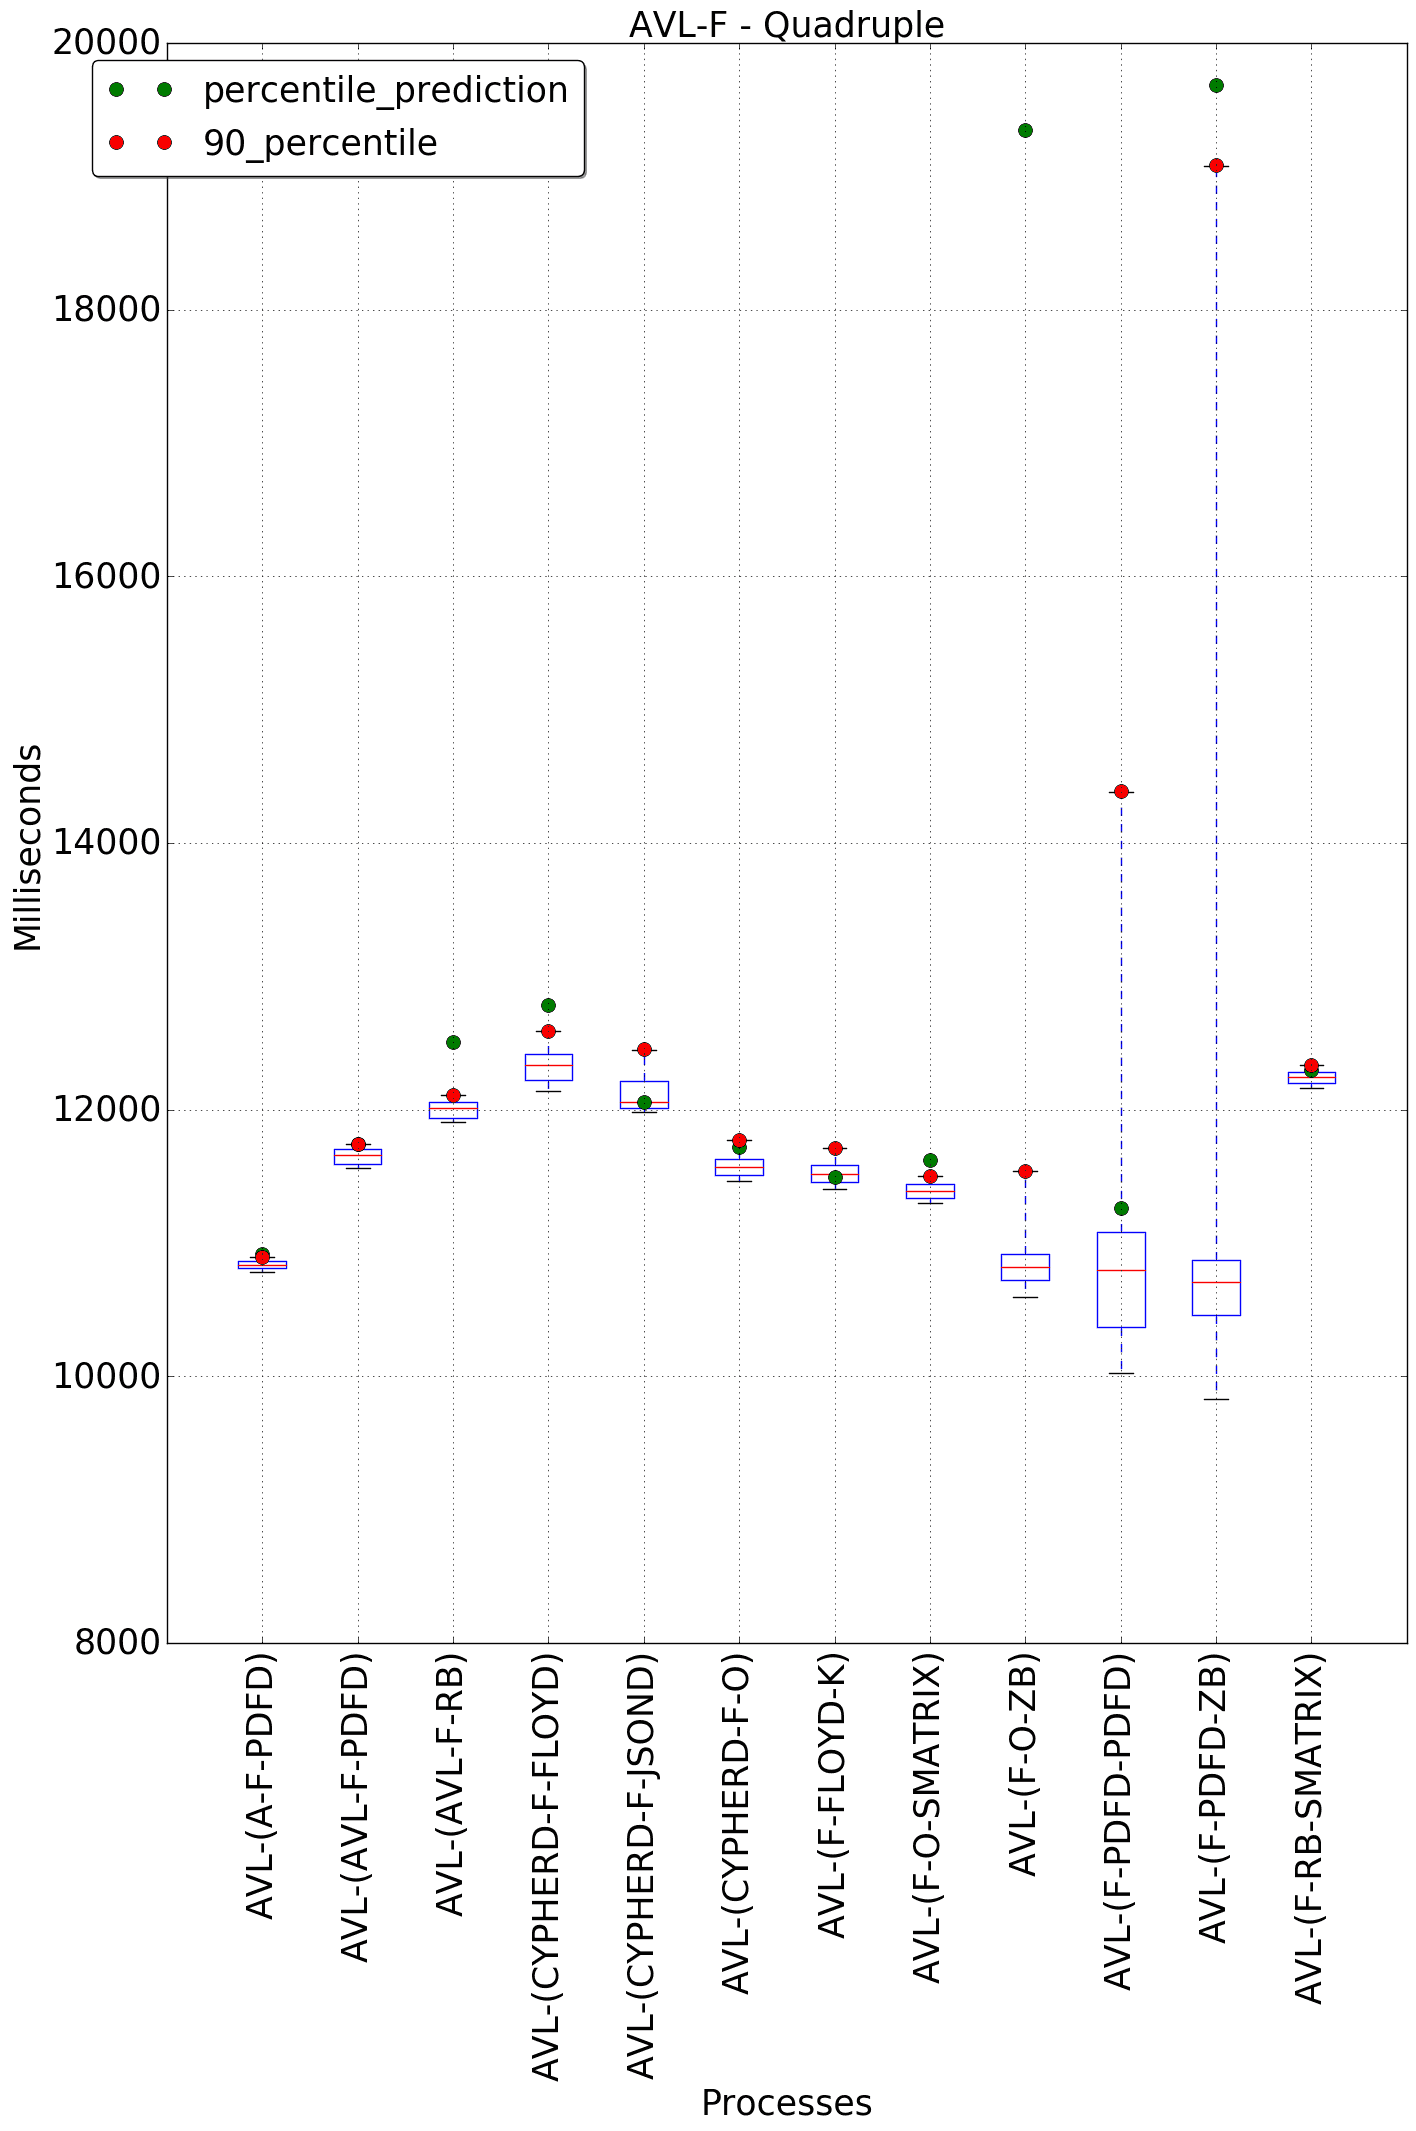 AVL-F - Quadruple
20000
percentile_prediction
90_percentile
18000
16000
14000
12000
10000
8000
Milliseconds
AVL-(A-F-PDFD)
AVL-(AVL-F-PDFD)
AVL-(AVL-F-RB)
AVL-(CYPHERD-F-FLOYD)
AVL-(CYPHERD-F-JSOND)
AVL-(CYPHERD-F-O)
AVL-(F-FLOYD-K)
AVL-(F-O-SMATRIX)
AVL-(F-O-ZB)
AVL-(F-PDFD-PDFD)
AVL-(F-PDFD-ZB)
AVL-(F-RB-SMATRIX)
Processes